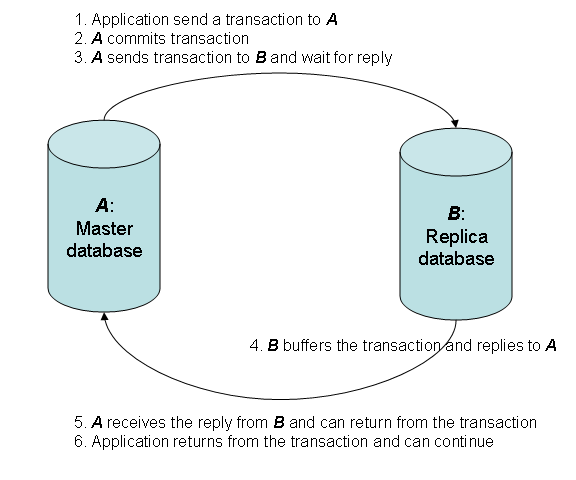 1. Application send a transaction to A
2. A commits transaction
3. A sends transaction to B and wait for reply
A:
Master
database
B:
Replica
database
4. B buffers the transaction and replies to A
5. A receives the reply from B and can return from the transaction
6. Application returns from the transaction and can continue